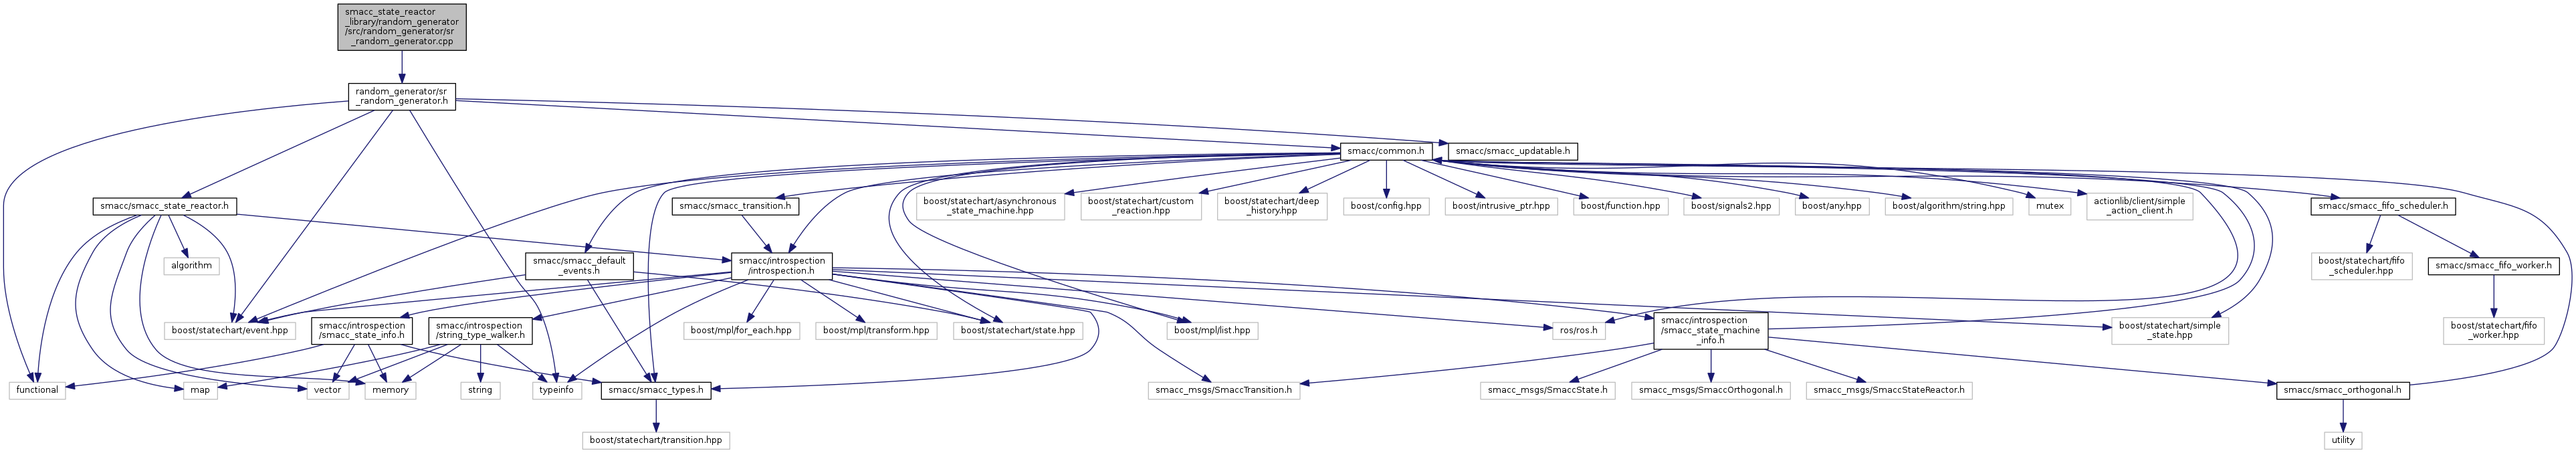 smacc_state_reactor
_library/random_generator
/src/random_generator/sr
_random_generator.cpp
random_generator/sr
_random_generator.h
smacc/common.h
smacc/smacc_updatable.h
smacc/smacc_state_reactor.h
smacc/smacc_transition.h
boost/statechart/asynchronous
_state_machine.hpp
boost/statechart/custom
_reaction.hpp
boost/statechart/deep
_history.hpp
boost/config.hpp
boost/intrusive_ptr.hpp
boost/function.hpp
boost/signals2.hpp
boost/any.hpp
boost/algorithm/string.hpp
mutex
actionlib/client/simple
_action_client.h
smacc/smacc_fifo_scheduler.h
algorithm
smacc/smacc_default
_events.h
smacc/introspection
/introspection.h
boost/statechart/fifo
_scheduler.hpp
smacc/smacc_fifo_worker.h
boost/statechart/event.hpp
smacc/introspection
/smacc_state_info.h
smacc/introspection
/string_type_walker.h
boost/mpl/for_each.hpp
boost/mpl/transform.hpp
boost/statechart/state.hpp
boost/mpl/list.hpp
ros/ros.h
smacc/introspection
/smacc_state_machine
_info.h
boost/statechart/simple
_state.hpp
boost/statechart/fifo
_worker.hpp
functional
map
vector
memory
string
typeinfo
smacc/smacc_types.h
smacc_msgs/SmaccTransition.h
smacc_msgs/SmaccState.h
smacc_msgs/SmaccOrthogonal.h
smacc_msgs/SmaccStateReactor.h
smacc/smacc_orthogonal.h
boost/statechart/transition.hpp
utility